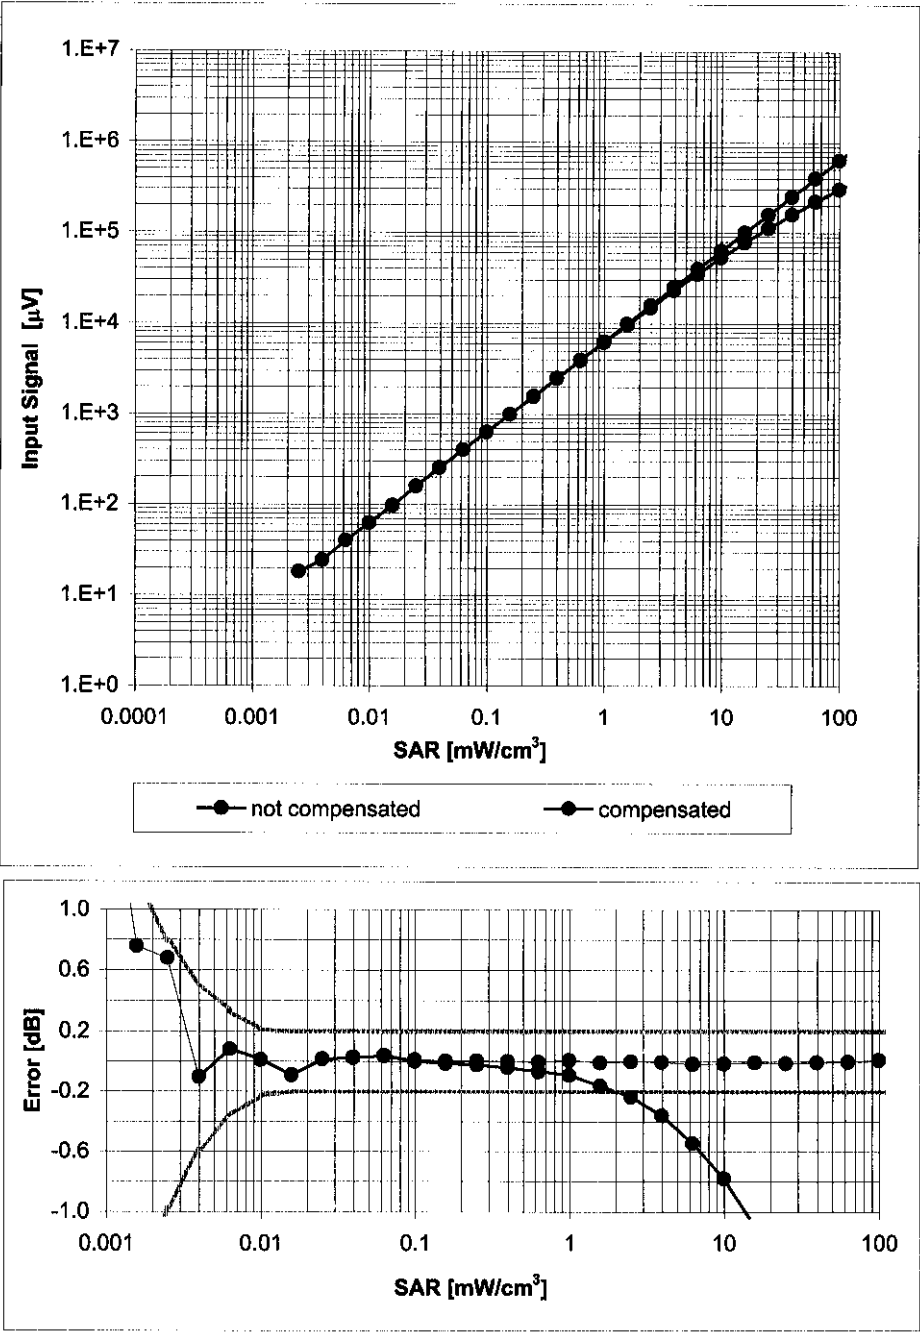 1.E+7
1.E+6
1.E+5
1.E+4
1.E+3
1.E+2
1.E+1
1.E+0
Input Signal [µV]
0.0001 0.001 0.01 0.1 1 10 100
SAR [mW/cm³]
not compensated compensated
1.0
0.6
0.2
-0.2
-0.6
-1.0
Error [dB]
0.001 0.01 0.1 1 10 100
SAR [mW/cm³]